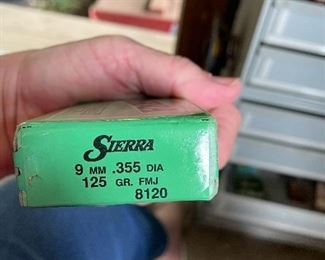 SIERRA
9 MM .355 DIA
125 GR. FMJ
8120